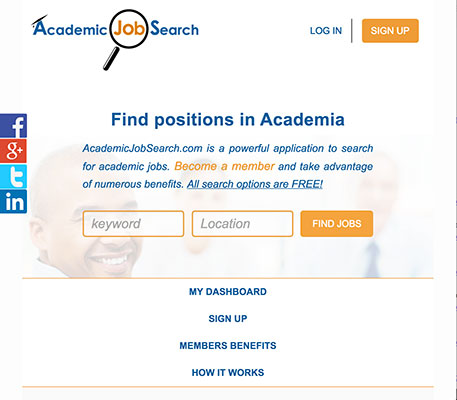 Academic Job Search
LOG IN
SIGN UP
Find positions in Academia
AcademicJobSearch.com is a powerful application to search
for academic jobs. Become a member and take advantage
of numerous benefits. All search options are FREE!
f
g+
t
in
keyword
Location
FIND JOBS
MY DASHBOARD
SIGN UP
MEMBERS BENEFITS
HOW IT WORKS